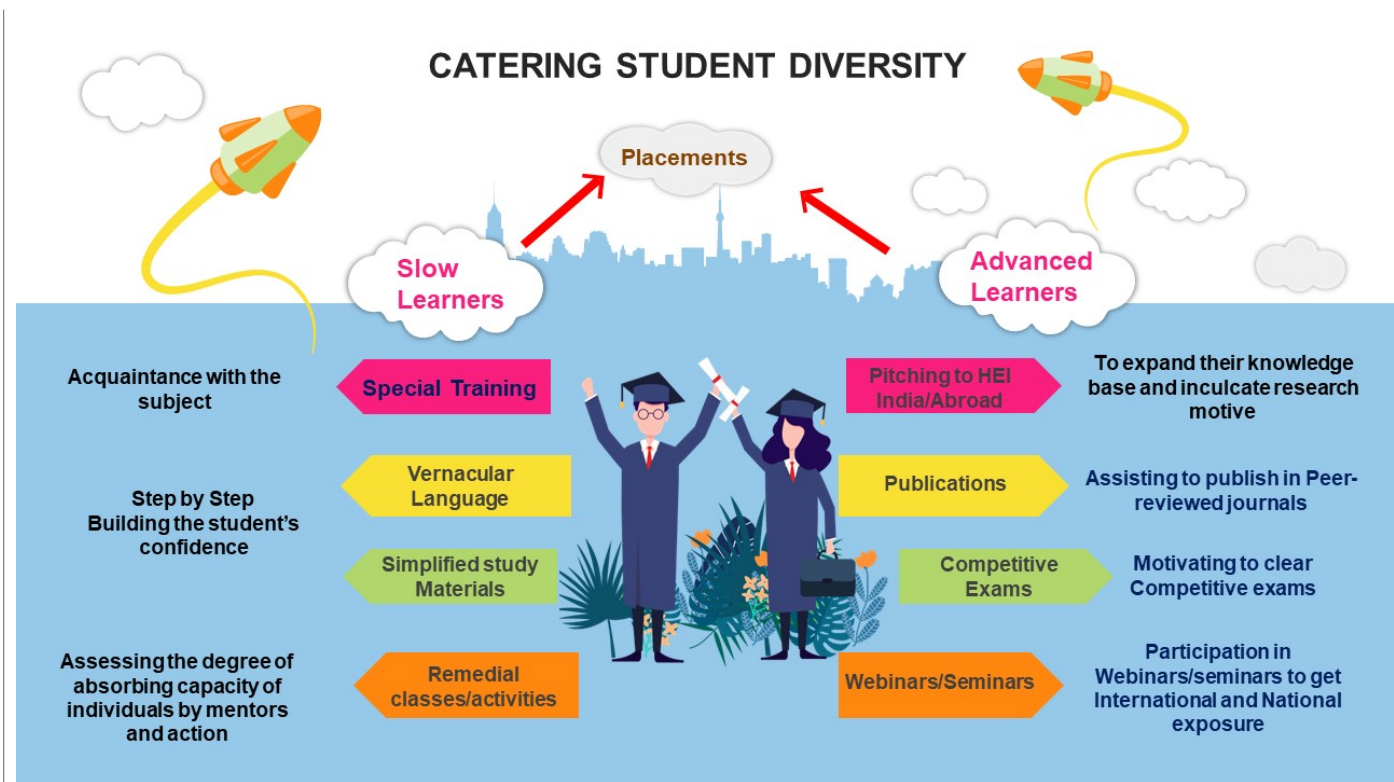 CATERING STUDENT DIVERSITY
Placements
Slow
Learners
Advanced
Learners
Acquaintance with the
subject
Special Training
Pitching to HEI
India/Abroad
To expand their knowledge
base and inculcate research
motive
Step by Step
Building the student's
confidence
Vernacular
Language
Publications
Assisting to publish in Peer-
reviewed journals
Simplified study
Materials
Competitive
Exams
Motivating to clear
Competitive exams
Assessing the degree of
absorbing capacity of
individuals by mentors
and action
Remedial
classes/activities
Webinars/Seminars
Participation in
Webinars/seminars to get
International and National
exposure